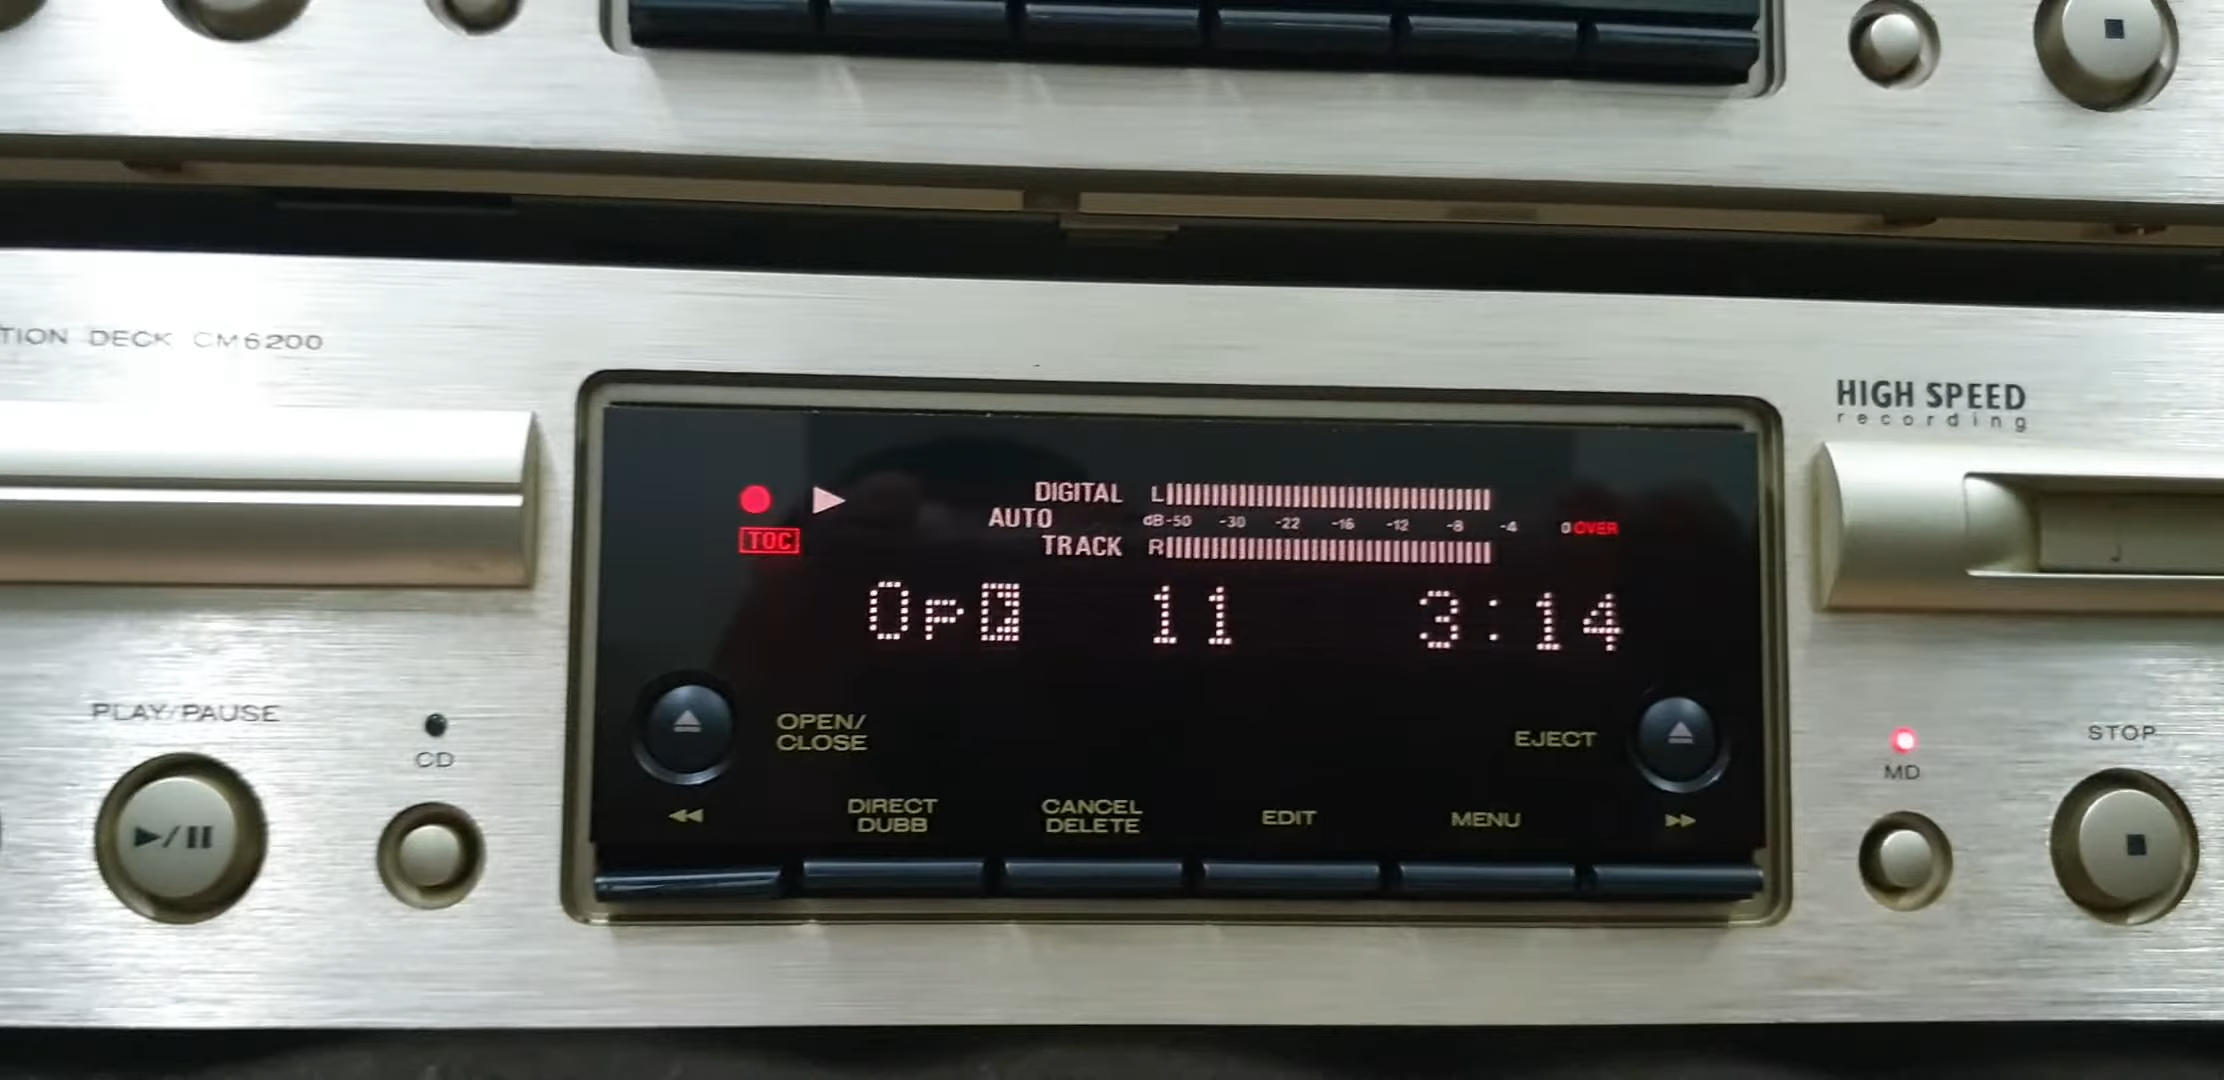 TION DECK CM6200
HIGH SPEED
recording
DIGITAL L
AUTO dB -50 -30 -22 -16 -12 -8 -4 0 OVER
TOC TRACK R
11 3:14
PLAY/PAUSE
CD
OPEN/
CLOSE
EJECT
MD
STOP
DIRECT
DUBB
CANCEL
DELETE
EDIT
MENU